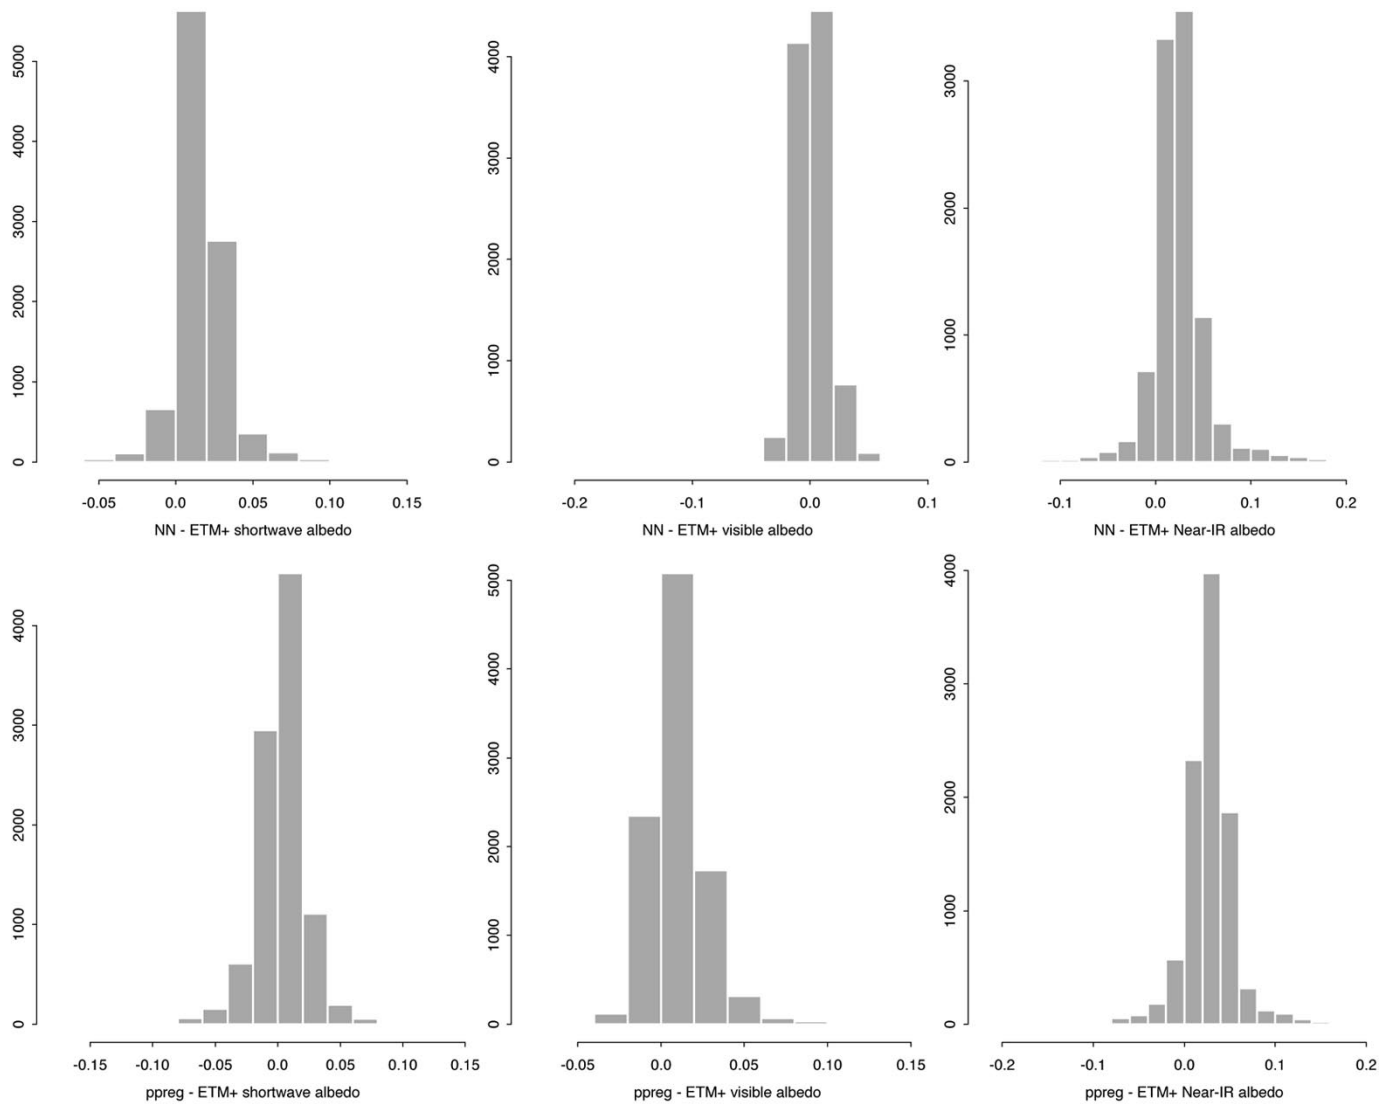 5000
4000
3000
2000
1000
0
-0.05 0.0 0.05 0.10 0.15
NN - ETM+ shortwave albedo
4000
3000
2000
1000
0
-0.2 -0.1 0.0 0.1
NN - ETM+ visible albedo
3000
2000
1000
0
-0.1 0.0 0.1 0.2
NN - ETM+ Near-IR albedo
4000
3000
2000
1000
0
-0.15 -0.10 -0.05 0.0 0.05 0.10 0.15
ppreg - ETM+ shortwave albedo
5000
4000
3000
2000
1000
0
-0.05 0.0 0.05 0.10 0.15
ppreg - ETM+ visible albedo
4000
3000
2000
1000
0
-0.2 -0.1 0.0 0.1 0.2
ppreg - ETM+ Near-IR albedo